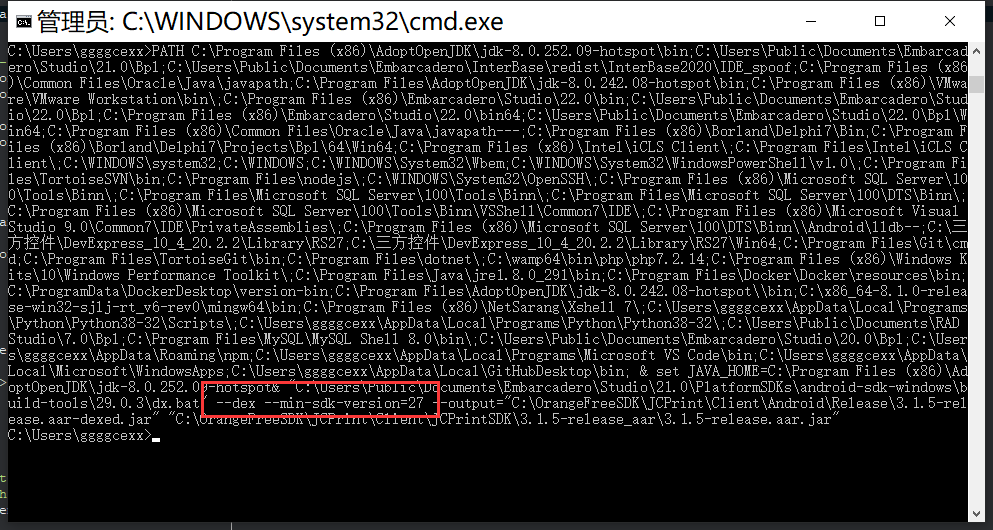 管理员: C:\WINDOWS\system32\cmd.exe
C:\Users\ggggcexx>PATH C:\Program Files (x86)\AdoptOpenJDK\jdk-8.0.252.09-hotspot\bin;C:\Users\Public\Documents\Embarcad
ero\Studio\21.0\Bpl;C:\Users\Public\Documents\Embarcadero\InterBase\redist\InterBase2020\IDE_spoof;C:\Program Files (x86
)\Common Files\Oracle\Java\javapath;C:\Program Files\AdoptOpenJDK\jdk-8.0.242.08-hotspot\bin;C:\Program Files (x86)\VMwa
re\VMware Workstation\bin\;C:\Program Files (x86)\Embarcadero\Studio\22.0\bin;C:\Users\Public\Documents\Embarcadero\Stud
io\22.0\Bpl;C:\Program Files (x86)\Embarcadero\Studio\22.0\bin64;C:\Users\Public\Documents\Embarcadero\Studio\22.0\Bpl\W
in64;C:\Program Files (x86)\Common Files\Oracle\Java\javapath---;C:\Program Files (x86)\Borland\Delphi7\Bin;C:\Program F
iles (x86)\Borland\Delphi7\Projects\Bpl\64\Win64;C:\Program Files (x86)\Intel\iCLS Client\;C:\Program Files\Intel\iCLS C
lient\;C:\WINDOWS\system32;C:\WINDOWS;C:\WINDOWS\System32\Wbem;C:\WINDOWS\System32\WindowsPowerShell\v1.0\;C:\Program Fi
les\TortoiseSVN\bin;C:\Program Files\nodejs\;C:\WINDOWS\System32\OpenSSH\;C:\Program Files (x86)\Microsoft SQL Server\10
0\Tools\Binn\;C:\Program Files\Microsoft SQL Server\100\Tools\Binn\;C:\Program Files\Microsoft SQL Server\100\DTS\Binn\;
C:\Program Files (x86)\Microsoft SQL Server\100\Tools\Binn\VSShell\Common7\IDE\;C:\Program Files (x86)\Microsoft Visual
Studio 9.0\Common7\IDE\PrivateAssemblies\;C:\Program Files (x86)\Microsoft SQL Server\100\DTS\Binn\\Android\lldb--;C:\三
方控件\DevExpress_10_4_20.2.2\Library\RS27;C:\三方控件\DevExpress_10_4_20.2.2\Library\RS27\Win64;C:\Program Files\Git\cm
d;C:\Program Files\TortoiseGit\bin;C:\Program Files\dotnet\;C:\wamp64\bin\php\php7.2.14;C:\Program Files (x86)\Windows K
its\10\Windows Performance Toolkit\;C:\Program Files\Java\jre1.8.0_291\bin;C:\Program Files\Docker\Docker\resources\bin;
C:\ProgramData\DockerDesktop\version-bin;C:\Program Files\AdoptOpenJDK\jdk-8.0.242.08-hotspot\\bin;C:\x86_64-8.1.0-relea
se-win32-sjlj-rt_v6-rev0\mingw64\bin;C:\Program Files (x86)\NetSarang\Xshell 7\;C:\Users\ggggcexx\AppData\Local\Programs
\Python\Python38-32\Scripts\;C:\Users\ggggcexx\AppData\Local\Programs\Python\Python38-32\;C:\Users\Public\Documents\RAD
Studio\7.0\Bpl;C:\Program Files\MySQL\MySQL Shell 8.0\bin\;C:\Users\Public\Documents\Embarcadero\Studio\20.0\Bpl;C:\User
s\ggggcexx\AppData\Roaming\npm;C:\Users\ggggcexx\AppData\Local\Programs\Microsoft VS Code\bin;C:\Users\ggggcexx\AppData\
Local\Microsoft\WindowsApps;C:\Users\ggggcexx\AppData\Local\GitHubDesktop\bin; & set JAVA_HOME=C:\Program Files (x86)\Ad
optOpenJDK\jdk-8.0.252.09-hotspot& "c:\Users\Public\Documents\Embarcadero\Studio\21.0\PlatformSDKs\android-sdk-windows\b
uild-tools\29.0.3\dx.bat" --dex --min-sdk-version=27 --output="C:\OrangeFreeSDK\JCPrint\Client\Android\Release\3.1.5-rel
ease.aar-dexed.jar" "C:\OrangeFreeSDK\JCPrint\Client\JCPrintSDK\3.1.5-release_aar\3.1.5-release.aar.jar"
C:\Users\ggggcexx>